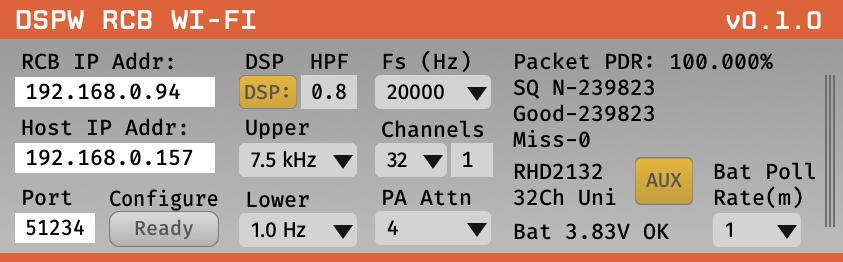 DSPW RCB WI-FI v0.1.0
RCB IP Addr:
192.168.0.94
Host IP Addr:
192.168.0.157
Port
51234
Configure
Ready
DSP HPF
DSP: 0.8
Upper
7.5 kHz
Lower
1.0 Hz
Fs (Hz)
20000
Channels
32 1
PA Attn
4
Packet PDR: 100.000%
SQ N-239823
Good-239823
Miss-0
RHD2132
32Ch Uni
AUX
Bat 3.83V OK
Bat Poll
Rate(m)
1